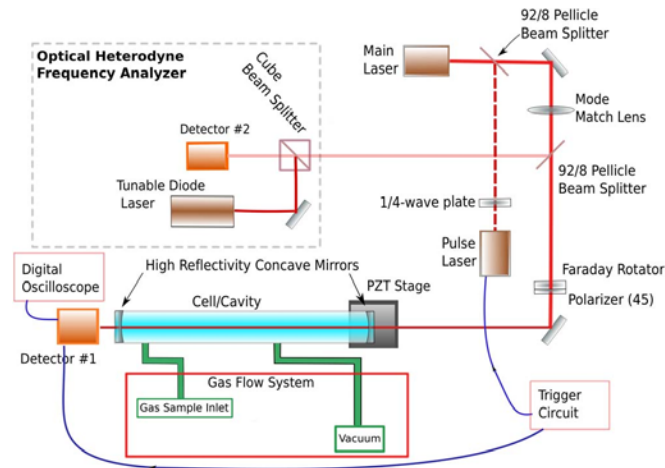 92/8 Pellicle
Beam Splitter
Optical Heterodyne
Frequency Analyzer
Cube
Beam Splitter
Main
Laser
Mode
Match Lens
Detector #2
92/8 Pellicle
Beam Splitter
Tunable Diode
Laser
1/4-wave plate
Pulse
Laser
Digital
Oscilloscope
High Reflectivity Concave Mirrors
PZT Stage
Faraday Rotator
Polarizer (45)
Cell/Cavity
Detector #1
Gas Flow System
Gas Sample Inlet
Vacuum
Trigger
Circuit